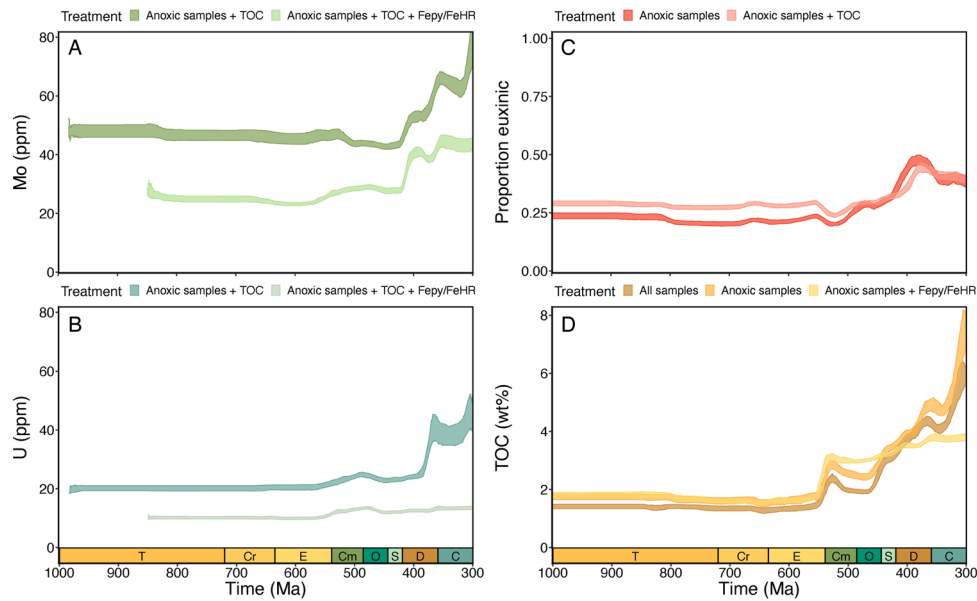 Treatment Anoxic samples + TOC Anoxic samples + TOC + Fepy/FeHR
A
Mo (ppm)
80
60
40
20
0
Treatment Anoxic samples Anoxic samples + TOC
C
Proportion euxinic
1.00
0.75
0.50
0.25
0.00
Treatment Anoxic samples + TOC Anoxic samples + TOC + Fepy/FeHR
B
U (ppm)
80
60
40
20
0
T Cr E Cm O S D C
1000 900 800 700 600 500 400 300
Time (Ma)
Treatment All samples Anoxic samples Anoxic samples + Fepy/FeHR
D
TOC (wt%)
8
6
4
2
0
T Cr E Cm O S D C
1000 900 800 700 600 500 400 300
Time (Ma)